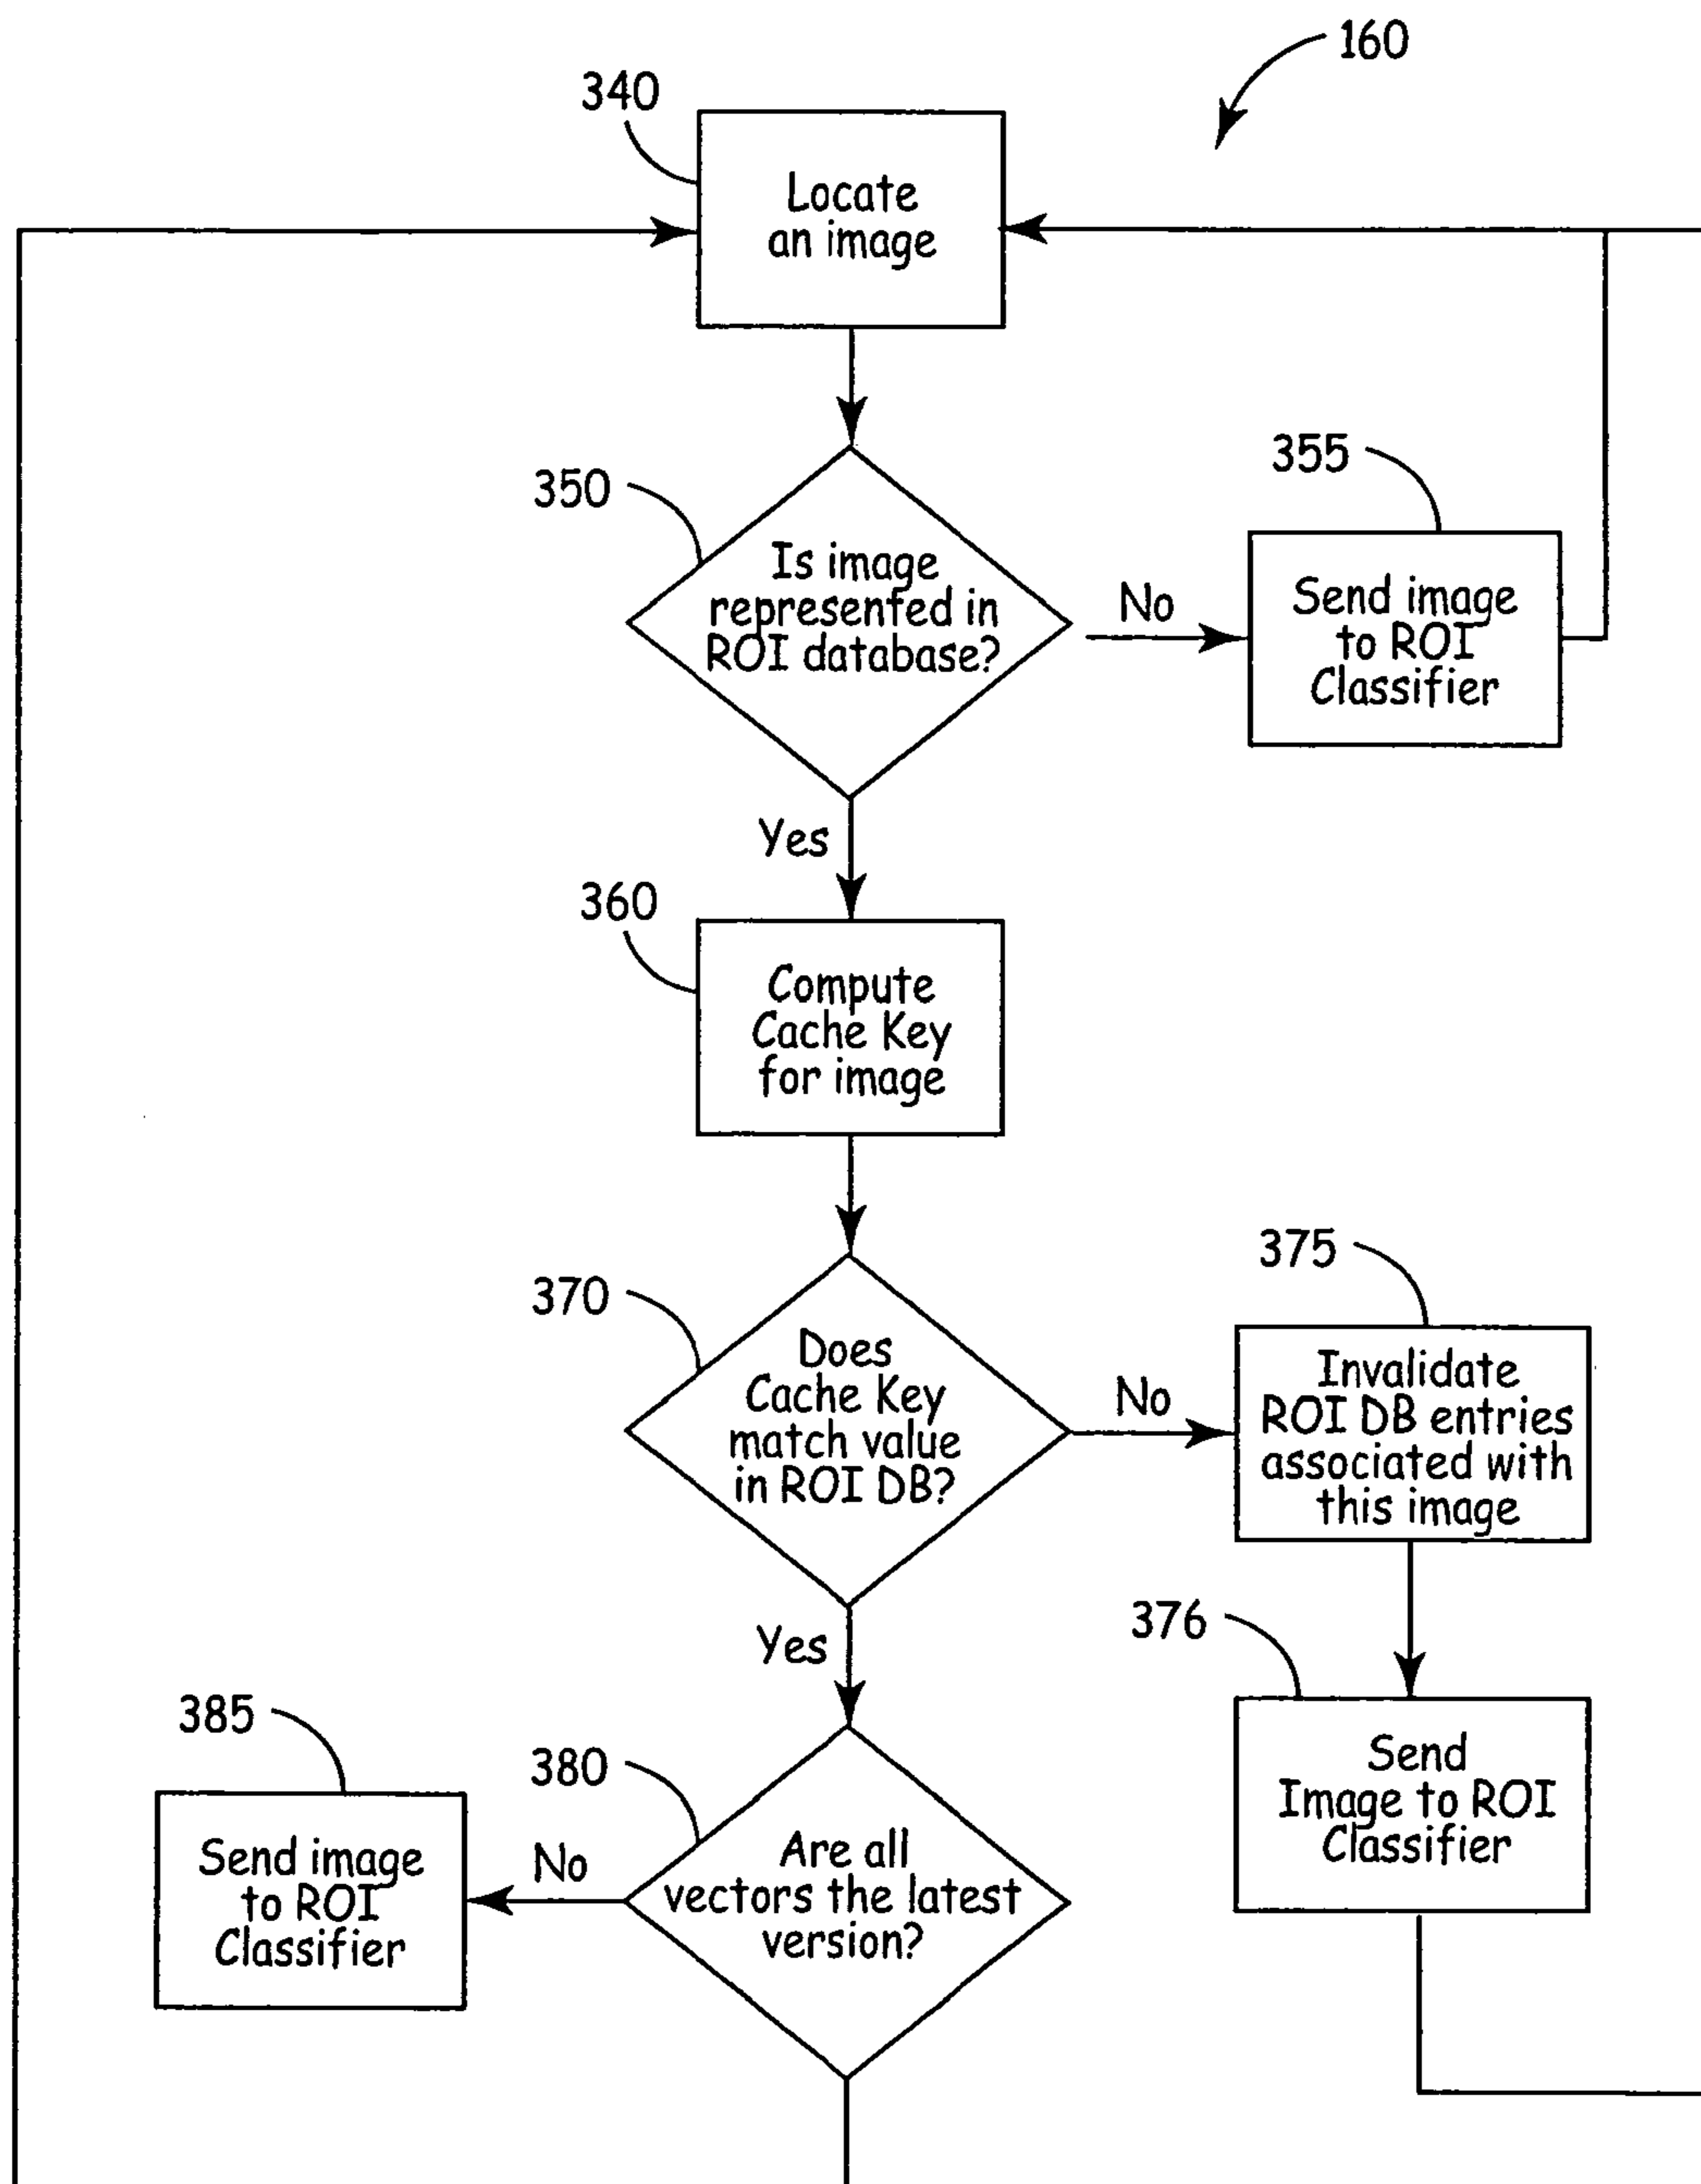 160
340
Locate
an image
350
Is image
represented in
ROI database?
No
355
Send image
to ROI
Classifier
Yes
360
Compute
Cache Key
for image
370
Does
Cache Key
match value
in ROI DB?
No
375
Invalidate
ROI DB entries
associated with
this image
Yes
376
Send
Image to ROI
Classifier
380
Are all
vectors the latest
version?
No
385
Send image
to ROI
Classifier